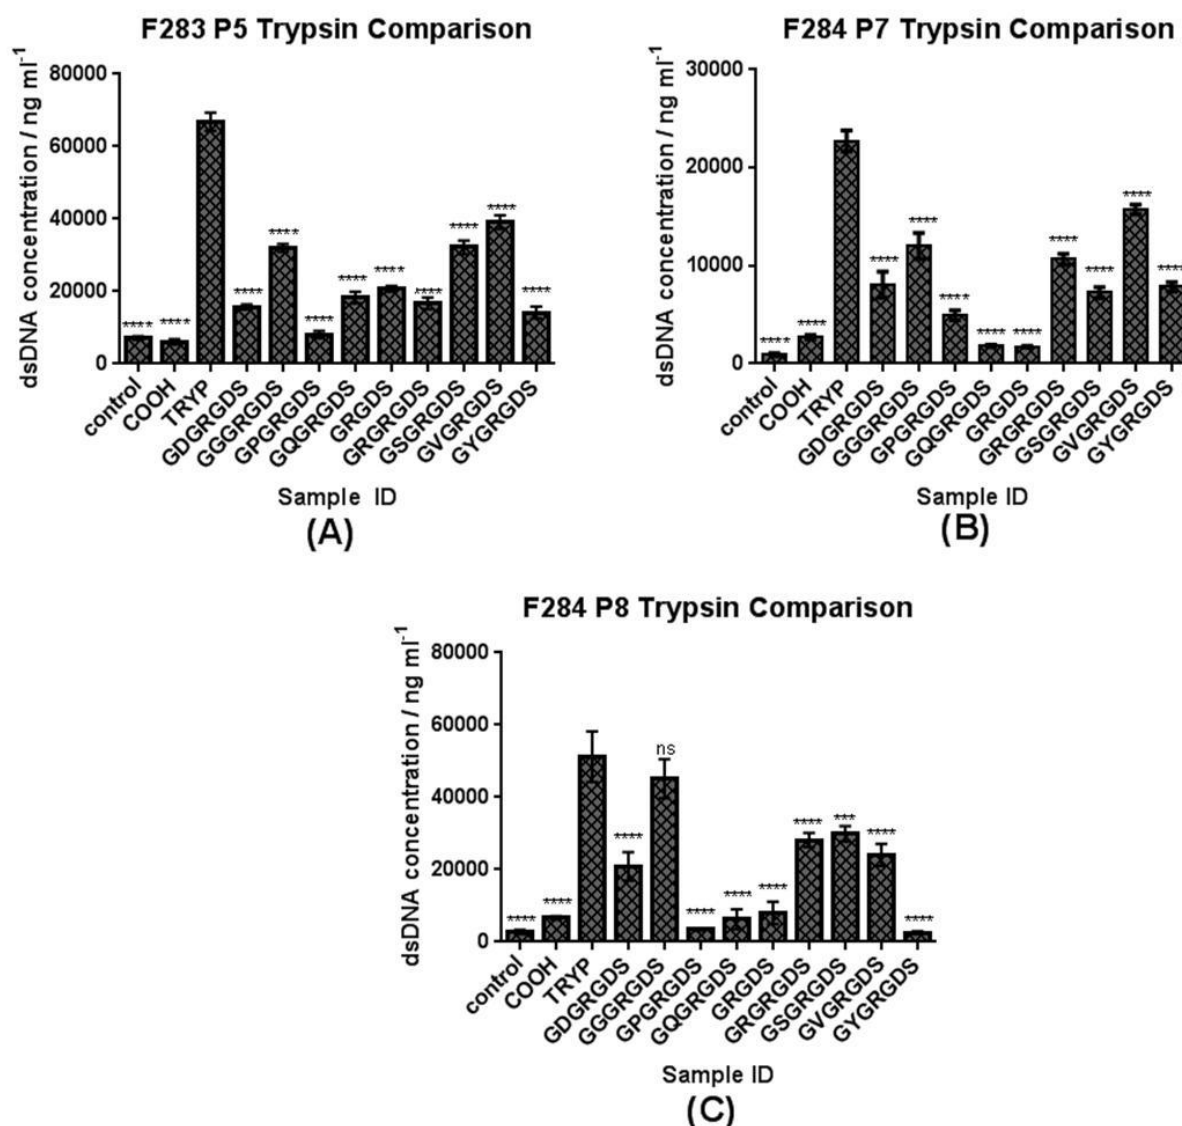 F283 P5 Trypsin Comparison
dsDNA concentration / ng ml-1
80000
60000
40000
20000
0
****
****
****
****
****
****
****
****
****
****
****
control
COOH
TRYP
GDGRGDS
GGGRGDS
GPGRGDS
GQGRGDS
GRGDS
GRGRGDS
GSGRGDS
GVGRGDS
GYGRGDS
Sample ID
(A)
F284 P7 Trypsin Comparison
dsDNA concentration / ng ml-1
30000
20000
10000
0
****
****
****
****
****
****
****
****
****
****
****
control
COOH
TRYP
GDGRGDS
GGGRGDS
GPGRGDS
GQGRGDS
GRGDS
GRGRGDS
GSGRGDS
GVGRGDS
GYGRGDS
Sample ID
(B)
F284 P8 Trypsin Comparison
dsDNA concentration / ng ml-1
80000
60000
40000
20000
0
****
****
****
ns
****
****
****
****
***
****
****
control
COOH
TRYP
GDGRGDS
GGGRGDS
GPGRGDS
GQGRGDS
GRGDS
GRGRGDS
GSGRGDS
GVGRGDS
GYGRGDS
Sample ID
(C)